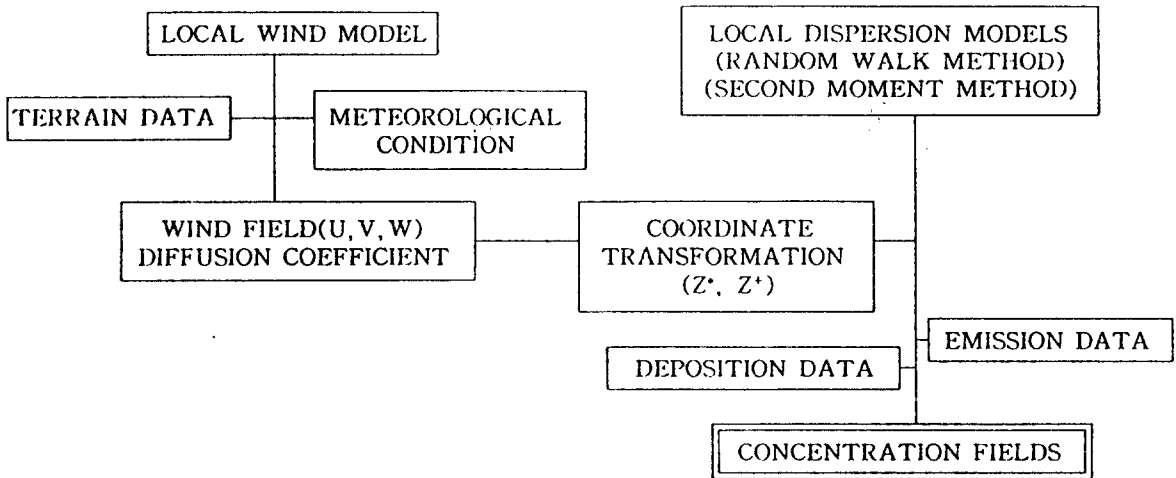 LOCAL WIND MODEL
TERRAIN DATA
METEOROLOGICAL
CONDITION
WIND FIELD(U, V, W)
DIFFUSION COEFFICIENT
COORDINATE
TRANSFORMATION
(Z*, Z+)
LOCAL DISPERSION MODELS
(RANDOM WALK METHOD)
(SECOND MOMENT METHOD)
EMISSION DATA
DEPOSITION DATA
CONCENTRATION FIELDS